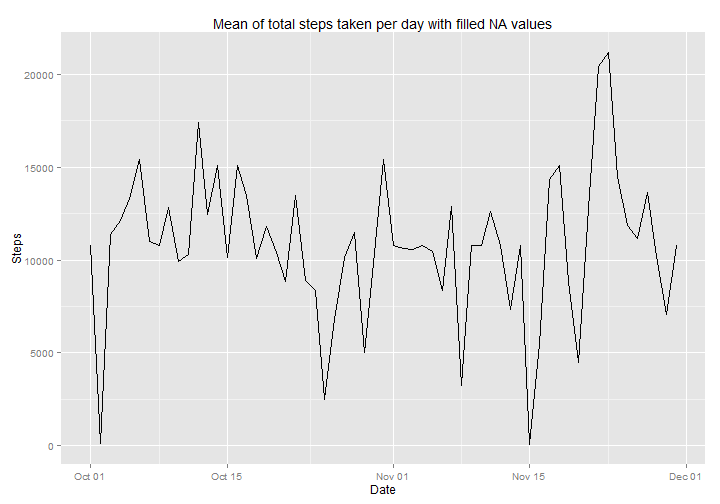 Mean of total steps taken per day with filled NA values
20000
15000
10000
5000
0
Steps
Oct 01
Oct 15
Nov 01
Nov 15
Dec 01
Date